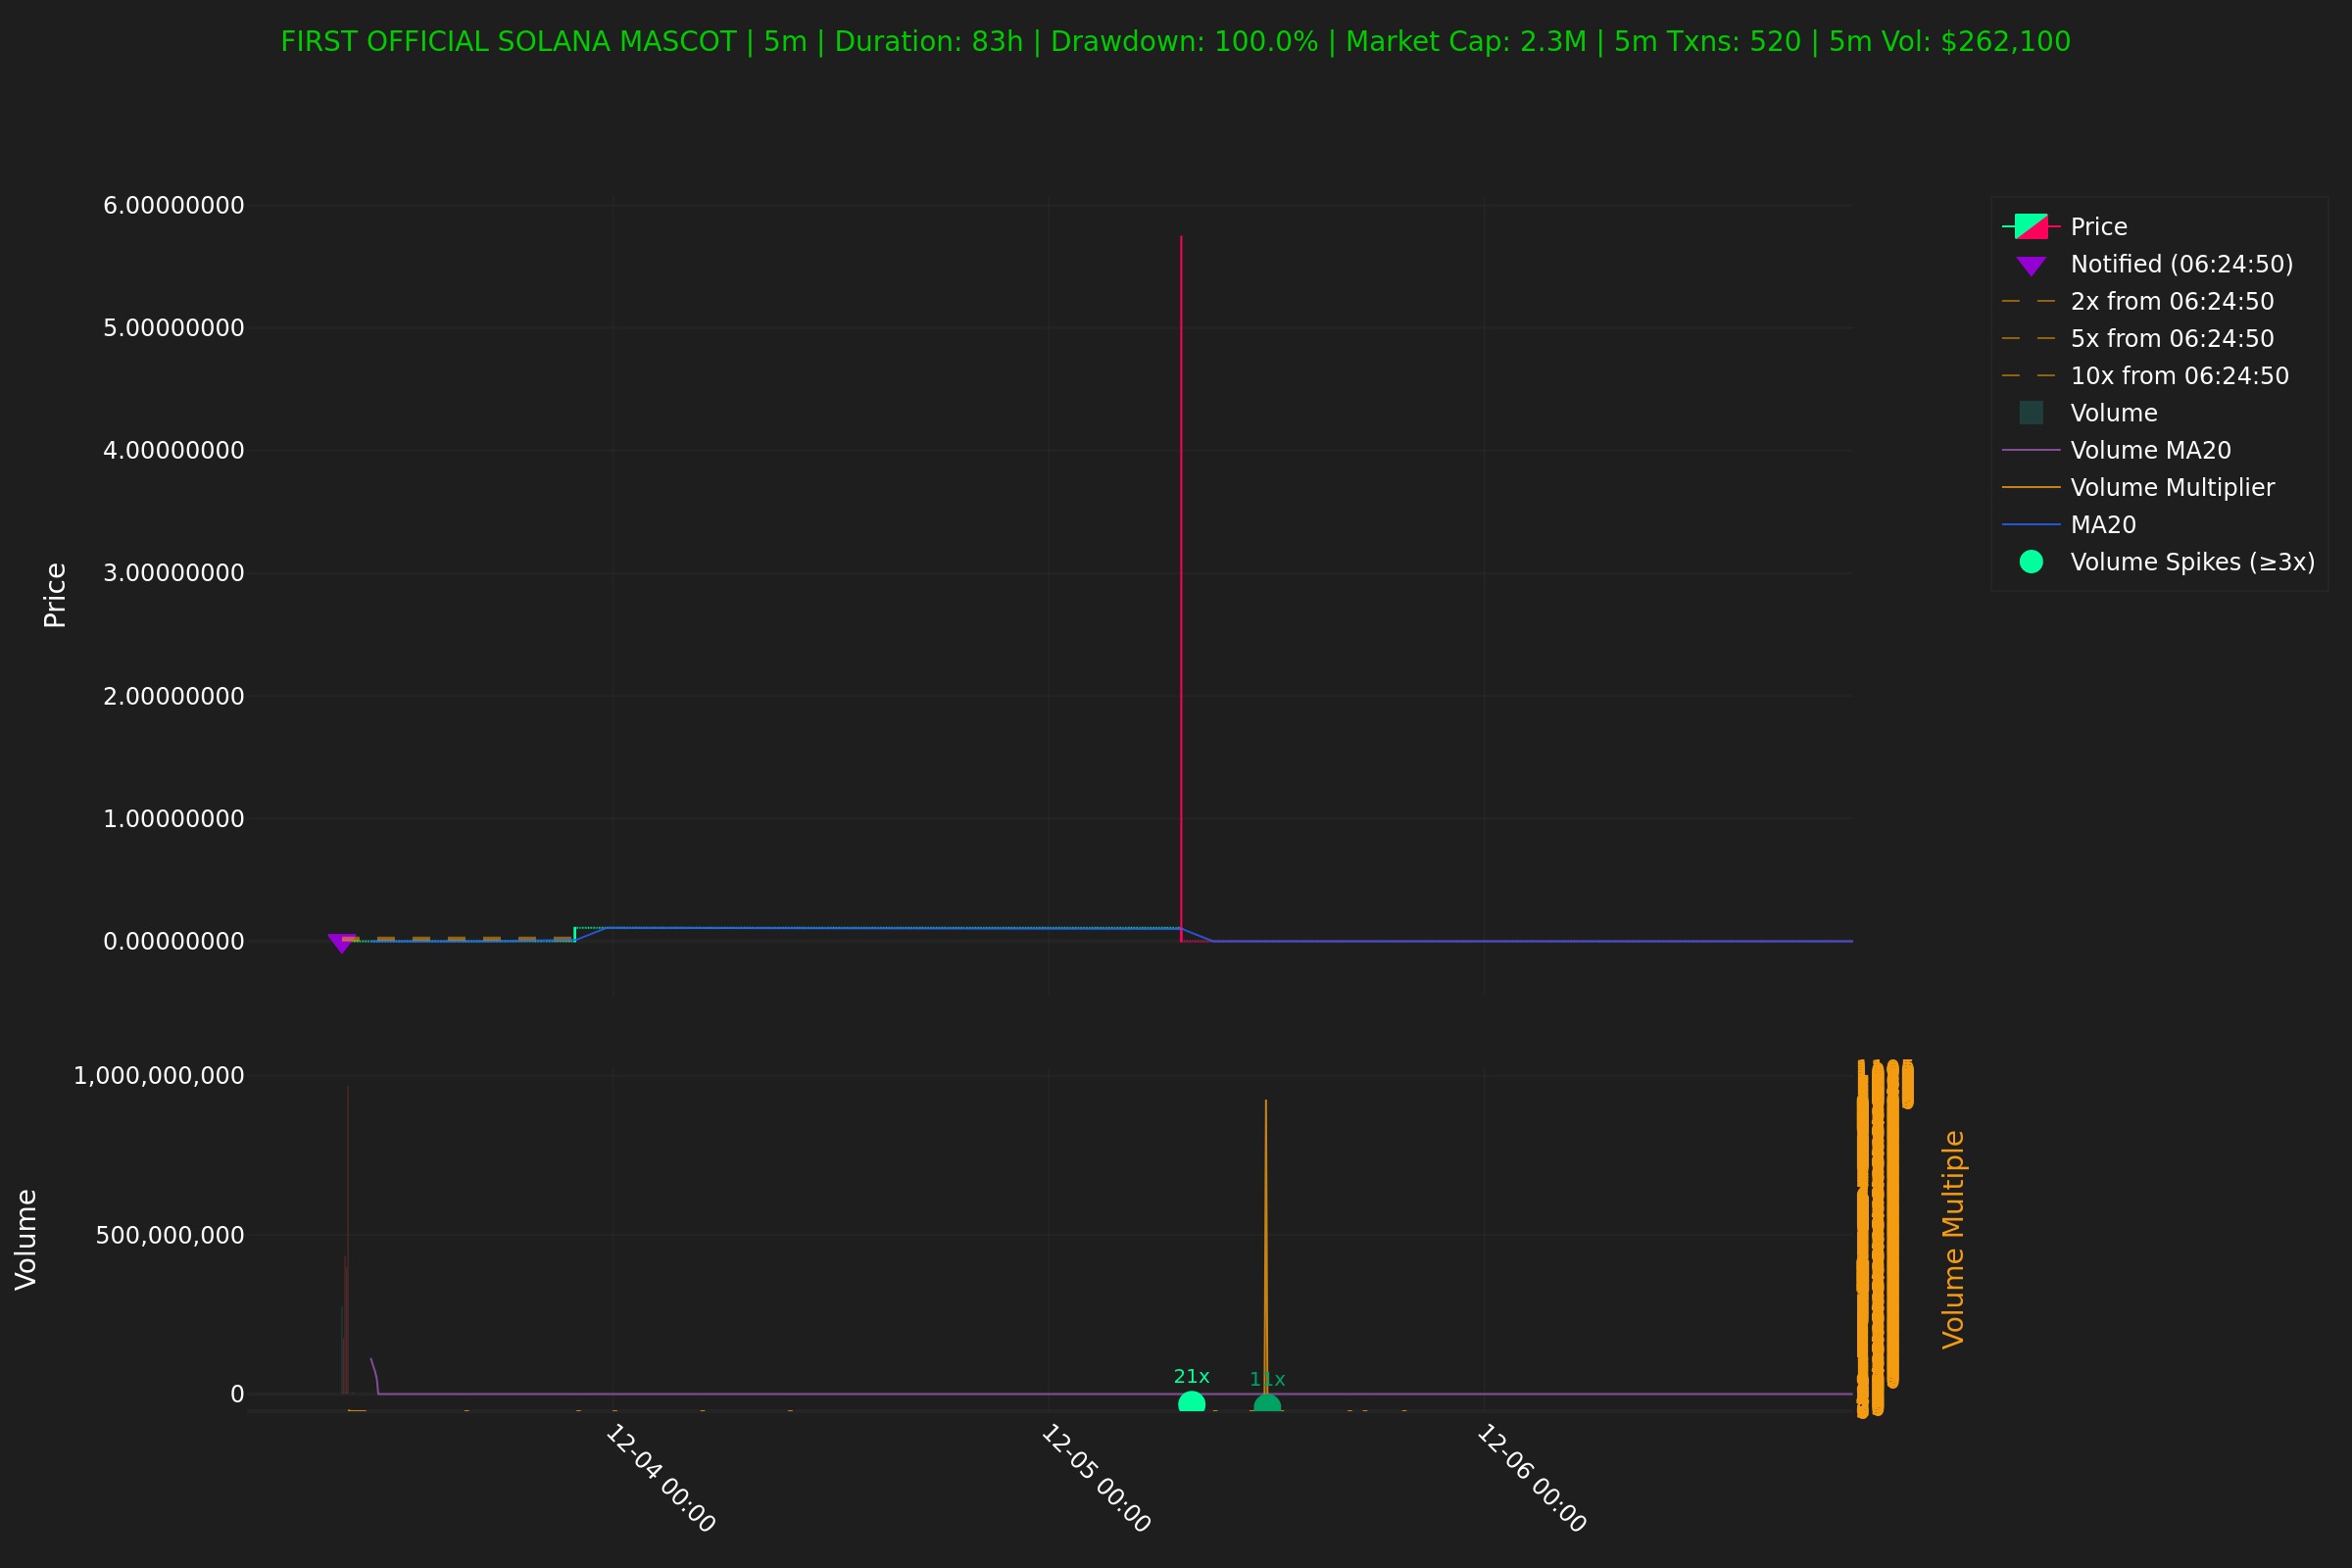 FIRST OFFICIAL SOLANA MASCOT | 5m | Duration: 83h | Drawdown: 100.0% | Market Cap: 2.3M | 5m Txns: 520 | 5m Vol: $262,100
6.00000000
5.00000000
4.00000000
3.00000000
2.00000000
1.00000000
0.00000000
Price
Price
Notified (06:24:50)
2x from 06:24:50
5x from 06:24:50
10x from 06:24:50
Volume
Volume MA20
Volume Multiplier
MA20
Volume Spikes (≥3x)
1,000,000,000
500,000,000
0
Volume
21x
11x
Volume Multiple
12-04 00:00
12-05 00:00
12-06 00:00